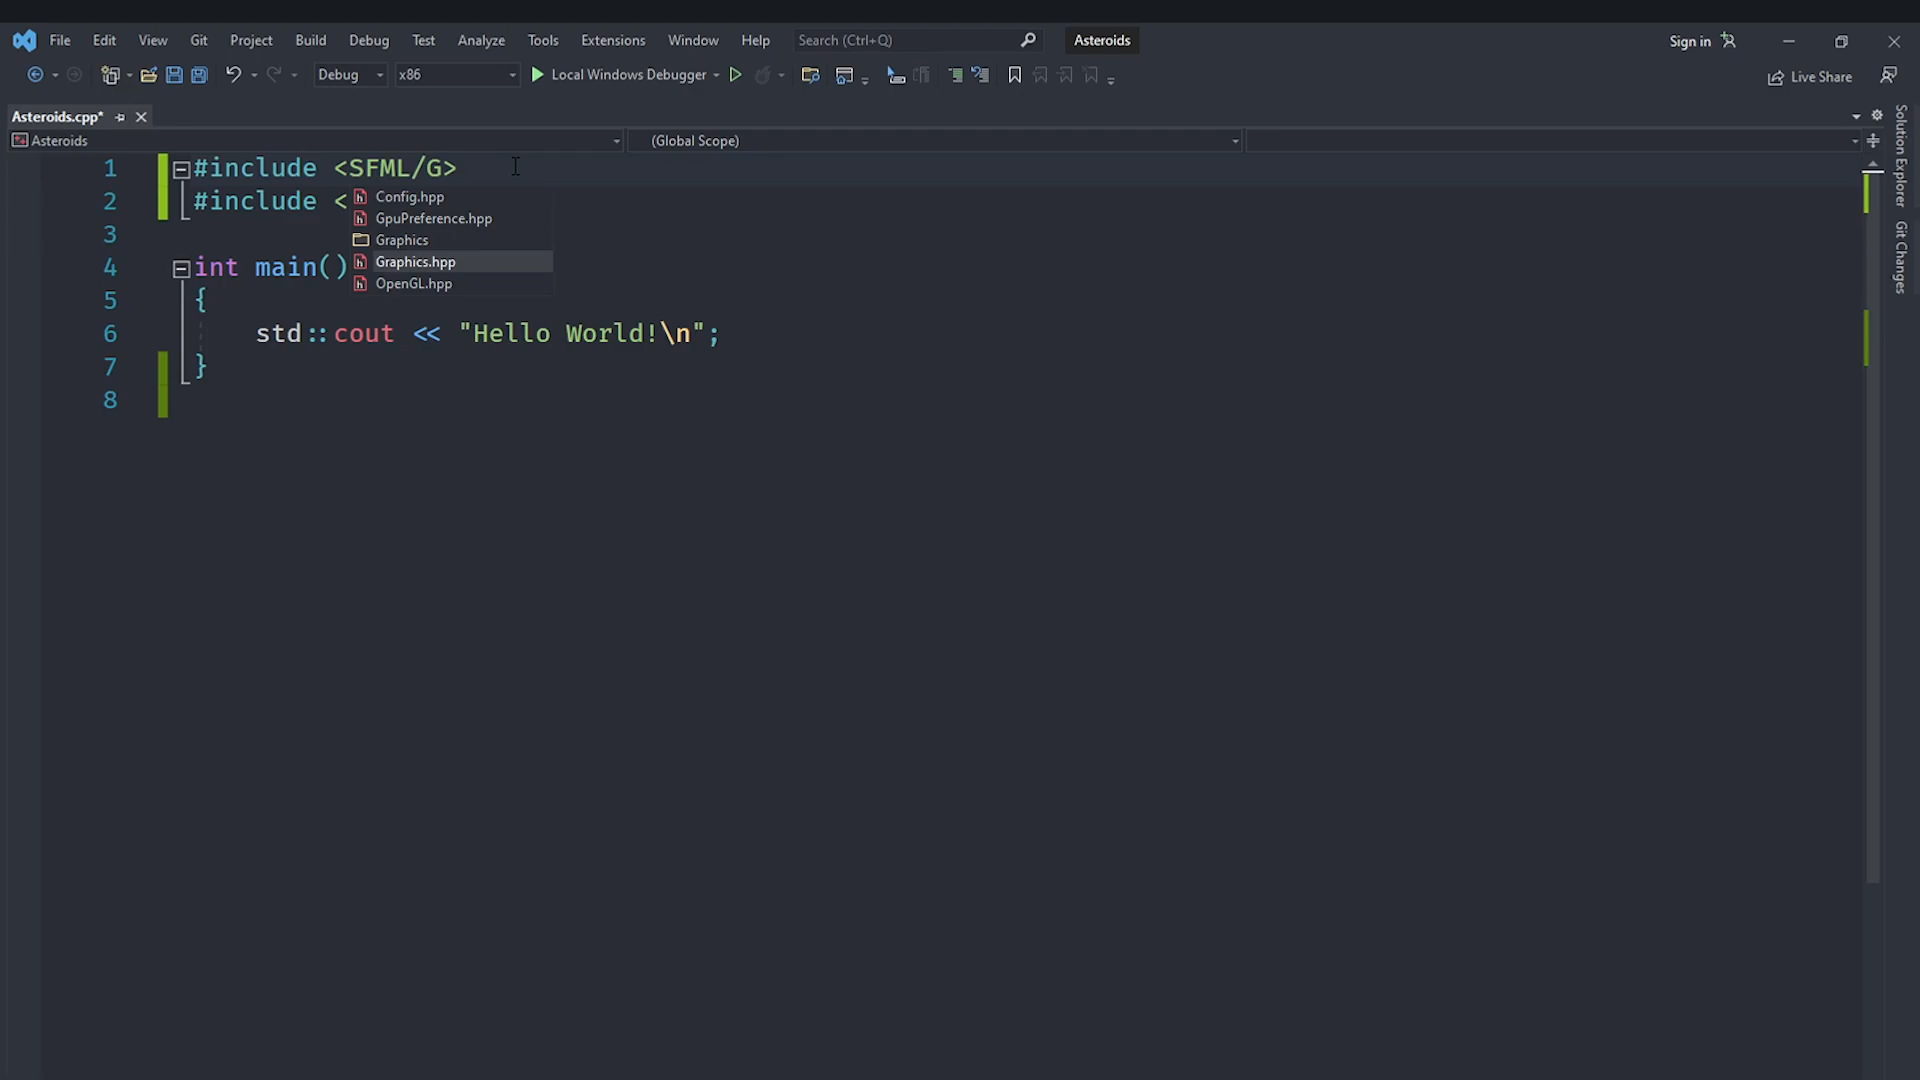 File Edit View Git Project Build Debug Test Analyze Tools Extensions Window Help Search (Ctrl+Q) Asteroids Sign in
Debug x86 Local Windows Debugger Live Share
Asteroids.cpp*
Asteroids (Global Scope)
1 #include <SFML/G>
2 #include <
Config.hpp
GpuPreference.hpp
Graphics
Graphics.hpp
OpenGL.hpp
3
4 int main()
5 {
6 std::cout << "Hello World!\n";
7 }
8
Solution Explorer
Git Changes